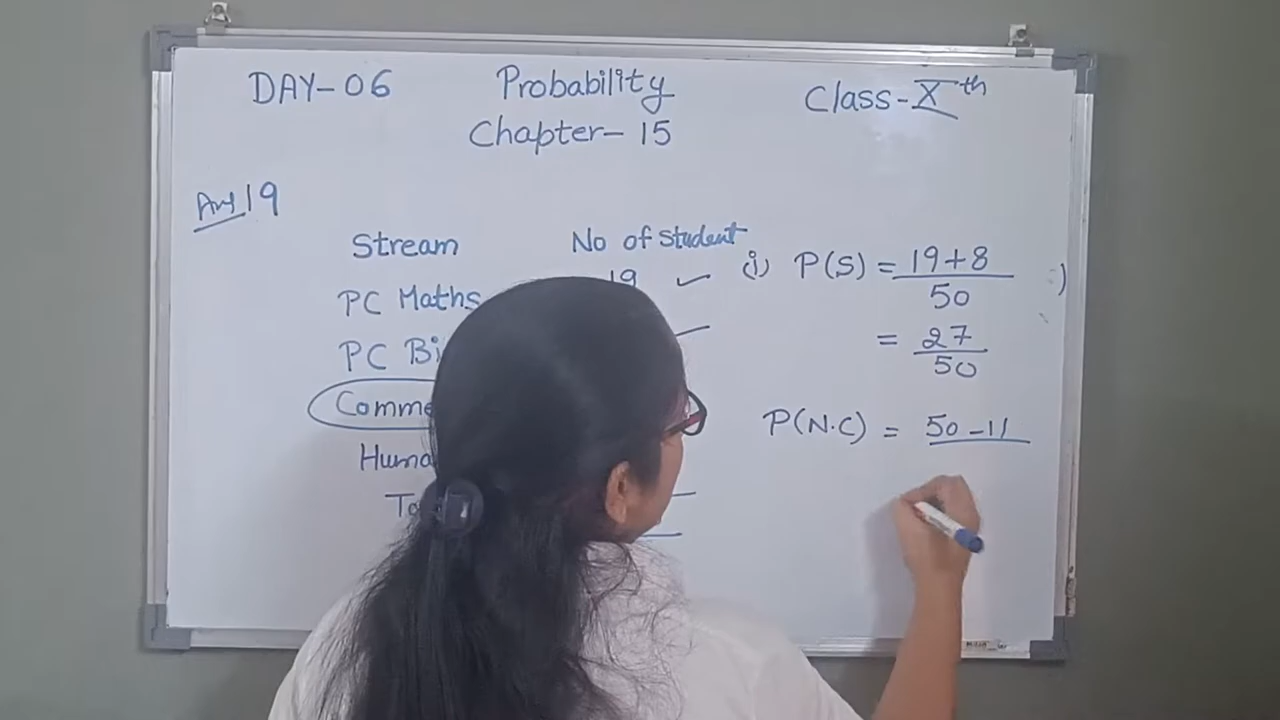 DAY-06 Probability Class-Xth
Chapter-15
Ans 19
Stream No of student
19
PC Maths
PC Bi
Comme
Huma
To
(i) P(S) = 19+8
50
= 27
50
P(N.C) = 50-11